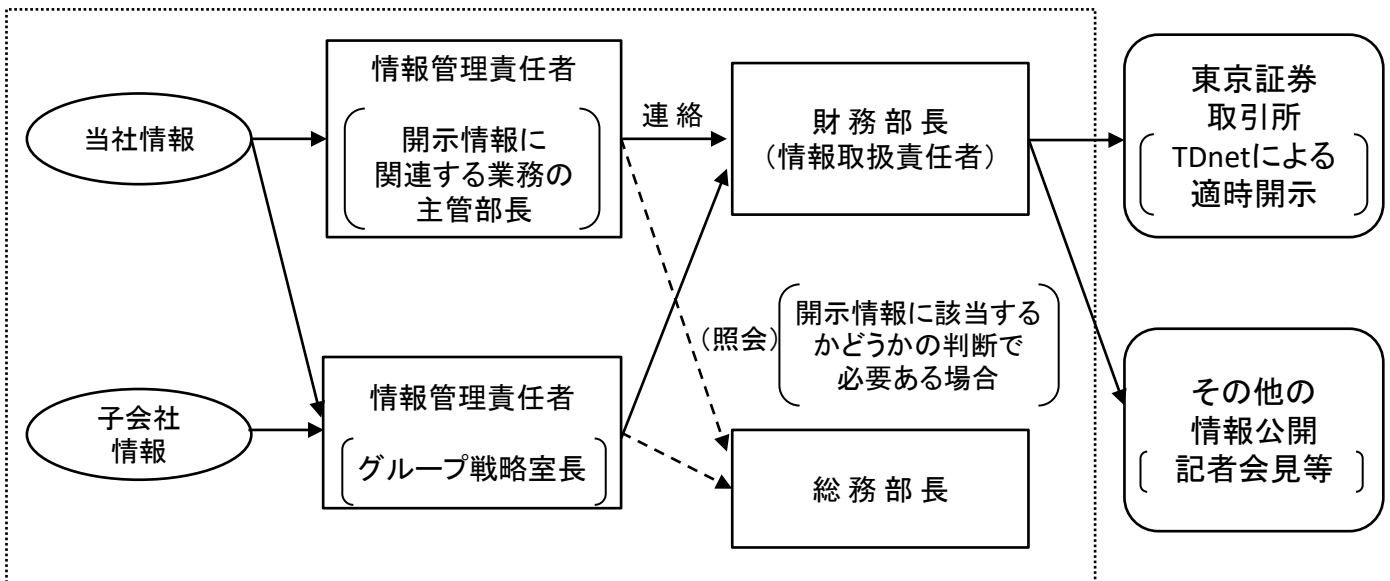 当社情報
情報管理責任者
開示情報に
関連する業務の
主管部長
連 絡
財 務 部 長
（情報取扱責任者）
東京証券
取引所
TDnetによる
適時開示
（照会）
開示情報に該当する
かどうかの判断で
必要ある場合
子会社
情報
情報管理責任者
グループ戦略室長
総 務 部 長
その他の
情報公開
記者会見等